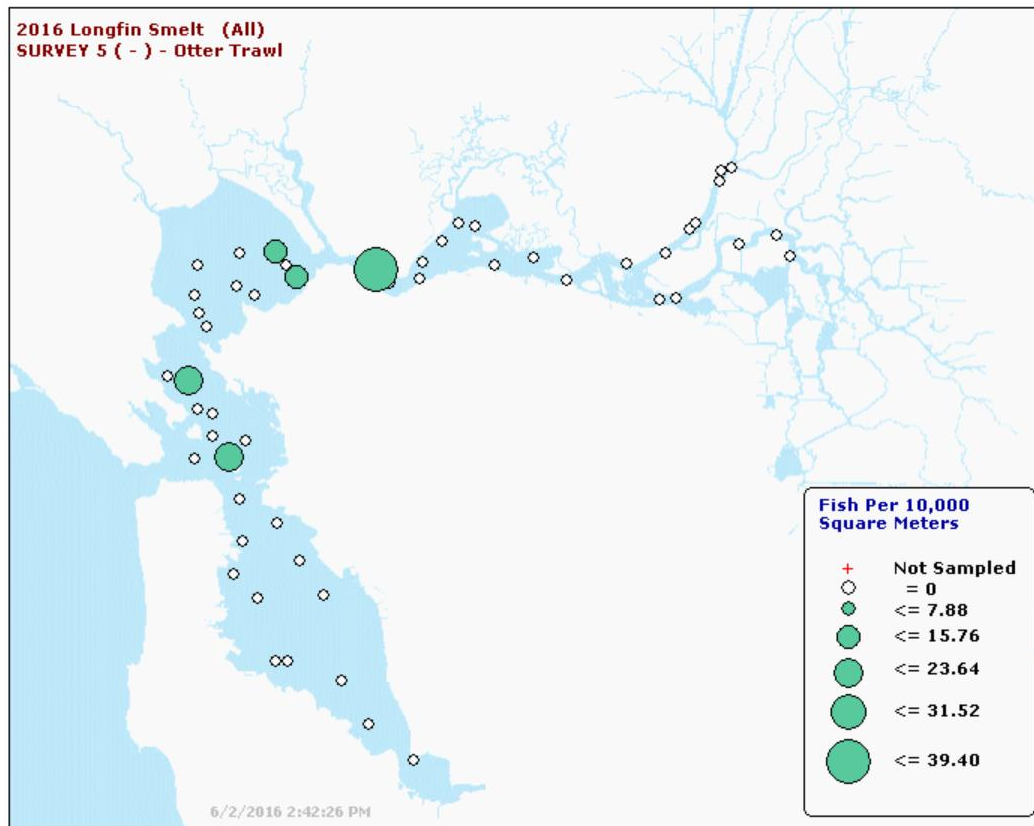 2016 Longfin Smelt (All)
SURVEY 5 ( - ) - Otter Trawl
Fish Per 10,000
Square Meters
+ Not Sampled
= 0
<= 7.88
<= 15.76
<= 23.64
<= 31.52
<= 39.40
6/2/2016 2:42:26 PM